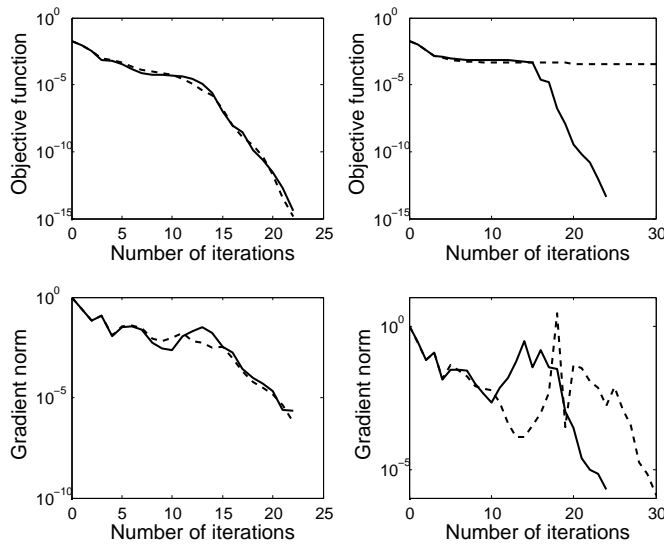 10^0
10^-5
10^-10
10^-15
Objective function
0 5 10 15 20 25
Number of iterations
10^0
10^-5
10^-10
10^-15
Objective function
0 10 20 30
Number of iterations
10^0
10^-5
10^-10
Gradient norm
0 5 10 15 20 25
Number of iterations
10^0
10^-5
Gradient norm
0 10 20 30
Number of iterations